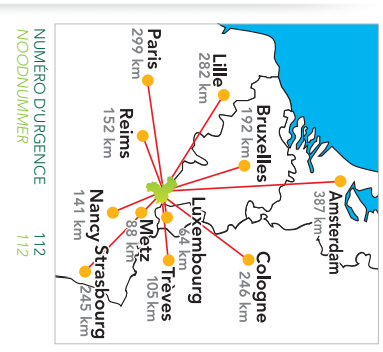 Amsterdam
387 km
Bruxelles
192 km
Lille
282 km
Paris
299 km
Reims
152 km
Cologne
246 km
Luxembourg
64 km
Trèves
105 km
Metz
88 km
Nancy
141 km
Strasbourg
245 km
NUMÉRO D'URGENCE 112
NOODNUMMER 112